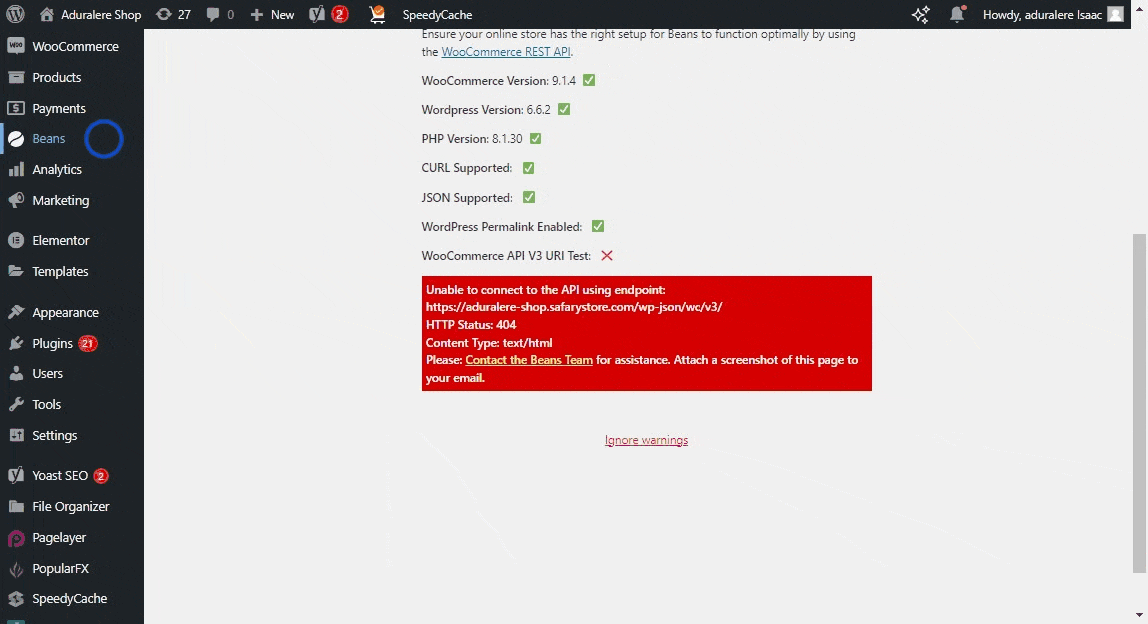 Aduralere Shop
27
0
New
2
SpeedyCache
Howdy, aduralere Isaac
WooCommerce
Products
Payments
Beans
Analytics
Marketing
Elementor
Templates
Appearance
Plugins 21
Users
Tools
Settings
Yoast SEO 2
File Organizer
Pagelayer
PopularFX
SpeedyCache
Ensure your online store has the right setup for Beans to function optimally by using
the WooCommerce REST API.
WooCommerce Version: 9.1.4
Wordpress Version: 6.6.2
PHP Version: 8.1.30
CURL Supported:
JSON Supported:
WordPress Permalink Enabled:
WooCommerce API V3 URI Test:
Unable to connect to the API using endpoint:
https://aduralere-shop.safarystore.com/wp-json/wc/v3/
HTTP Status: 404
Content Type: text/html
Please: Contact the Beans Team for assistance. Attach a screenshot of this page to
your email.
Ignore warnings